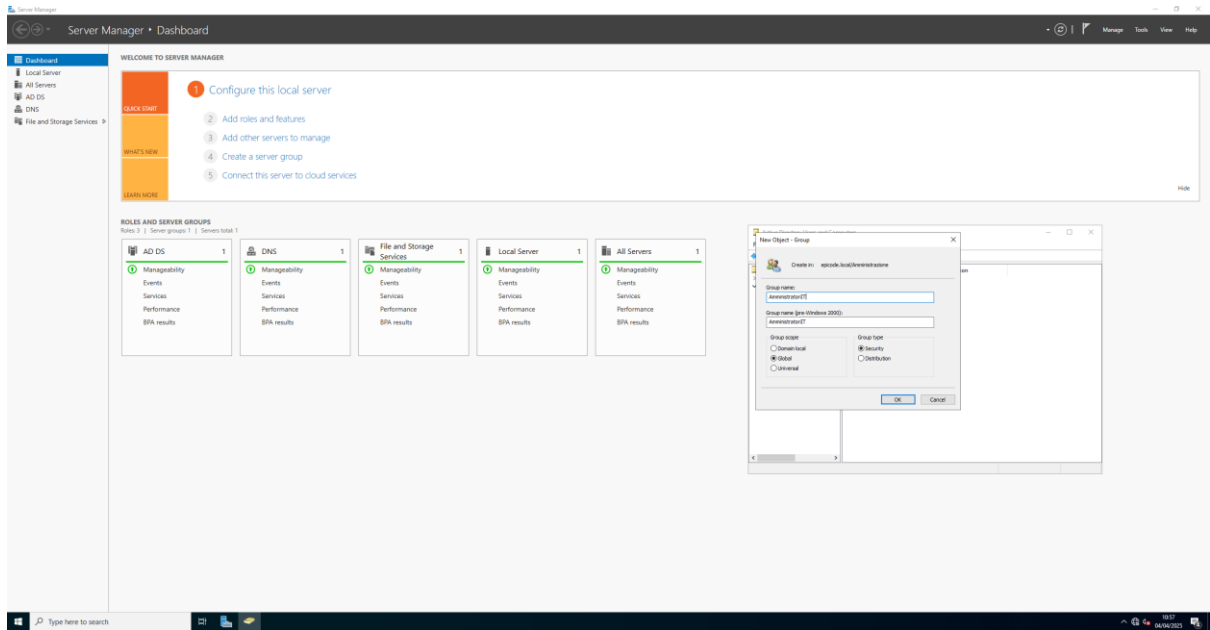 Server Manager
Server Manager • Dashboard
Manage Tools View Help
Dashboard
Local Server
All Servers
AD DS
DNS
File and Storage Services
WELCOME TO SERVER MANAGER
QUICK START
WHAT'S NEW
LEARN MORE
1 Configure this local server
2 Add roles and features
3 Add other servers to manage
4 Create a server group
5 Connect this server to cloud services
Hide
ROLES AND SERVER GROUPS
Roles: 3 | Server groups: 1 | Servers total: 1
AD DS 1
Manageability
Events
Services
Performance
BPA results
DNS 1
Manageability
Events
Services
Performance
BPA results
File and Storage
Services 1
Manageability
Events
Services
Performance
BPA results
Local Server 1
Manageability
Events
Services
Performance
BPA results
All Servers 1
Manageability
Events
Services
Performance
BPA results
New Object - Group
Create in: epicode.local/Amministrazione
Group name:
AmministratoriIT
Group name (pre-Windows 2000):
AmministratoriIT
Group scope
Domain local
Global
Universal
Group type
Security
Distribution
OK Cancel
Type here to search
10:57
04/04/2025